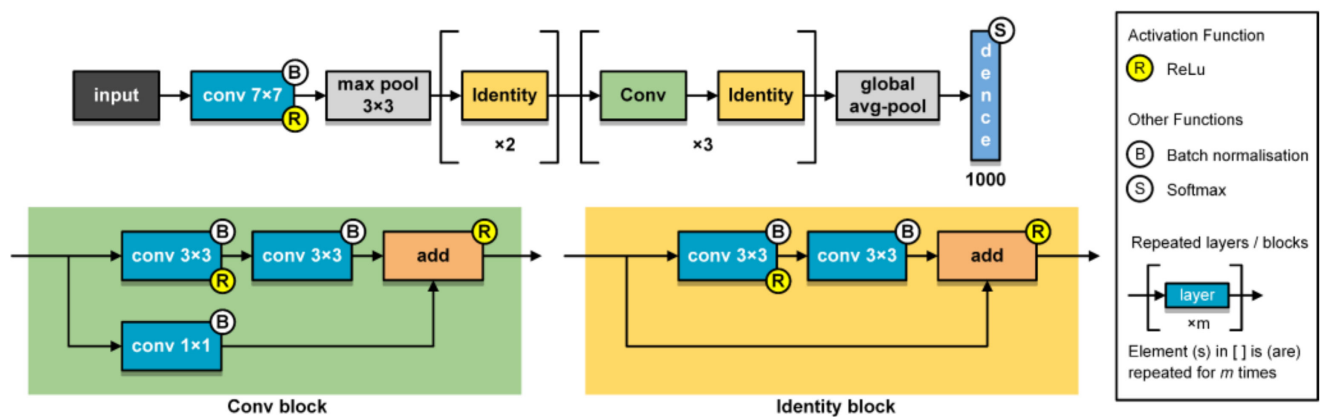 input
conv 7×7
B
R
max pool
3×3
Identity
×2
Conv
Identity
×3
global
avg-pool
dence
S
1000
conv 3×3
B
R
conv 3×3
B
add
R
conv 1×1
B
Conv block
conv 3×3
B
R
conv 3×3
B
add
R
Identity block
Activation Function
R ReLu
Other Functions
B Batch normalisation
S Softmax
Repeated layers / blocks
layer
×m
Element (s) in [ ] is (are)
repeated for m times